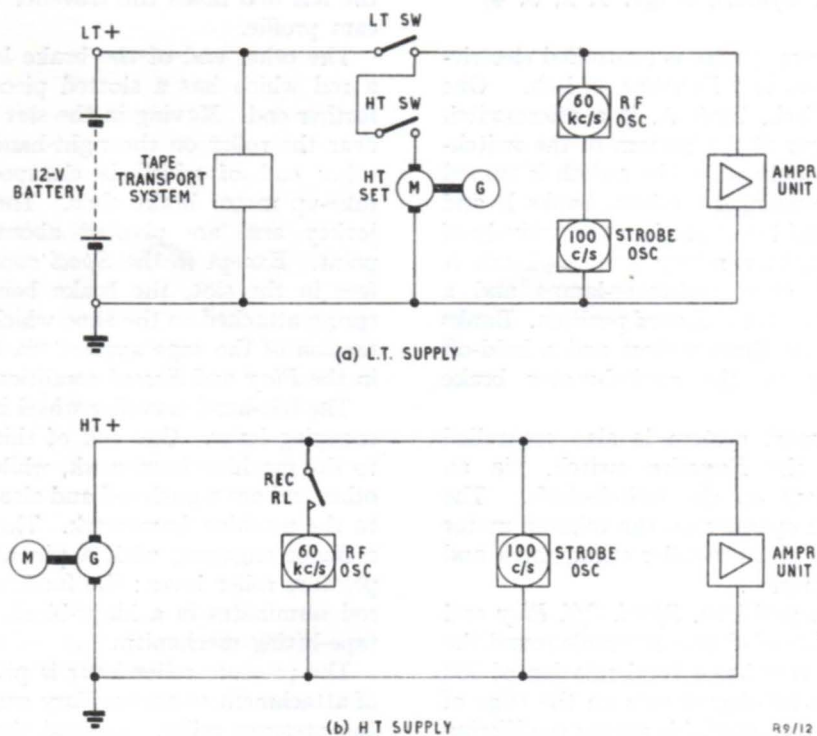 LT +
LT SW
HT SW
12-V
BATTERY
TAPE
TRANSPORT
SYSTEM
HT
SET
M
G
60
kc/s
RF
OSC
100
c/s
STROBE
OSC
AMPR
UNIT
(a) L.T. SUPPLY
HT +
M
G
REC
RL
60
kc/s
RF
OSC
100
c/s
STROBE
OSC
AMPR
UNIT
(b) HT SUPPLY
R9/12